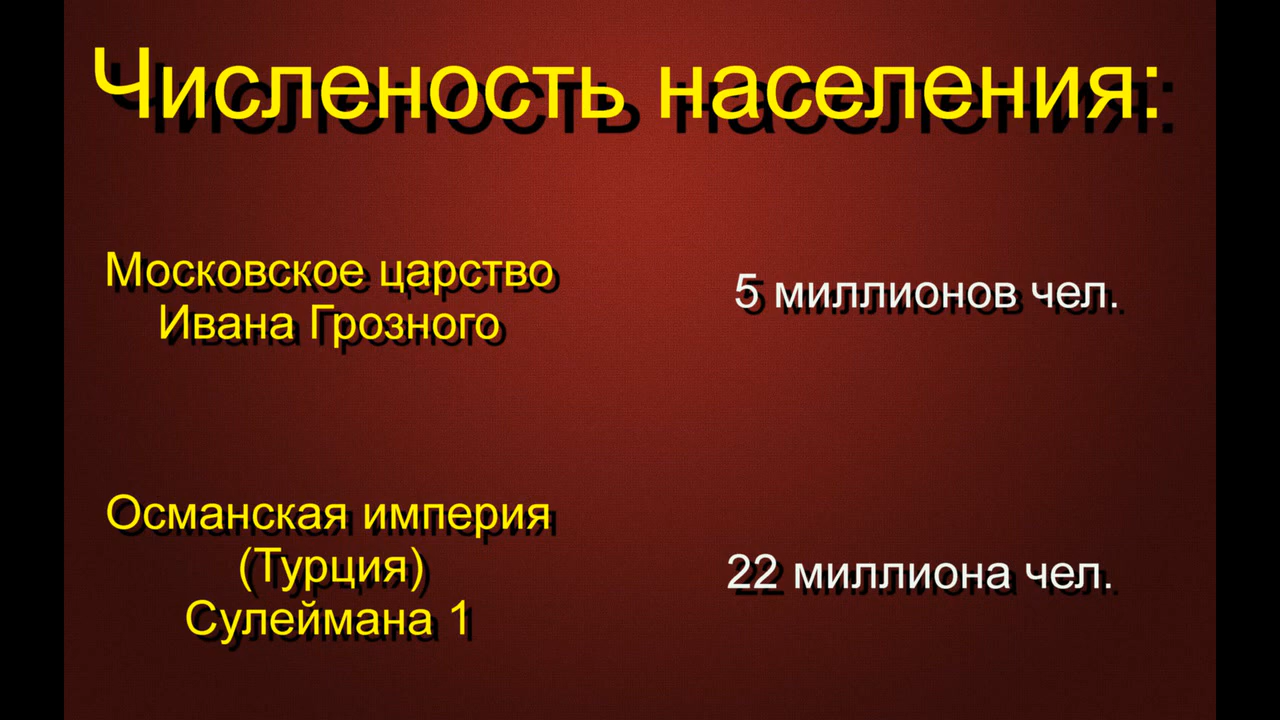 Численость населения:
Московское царство
Ивана Грозного
5 миллионов чел.
Османская империя
(Турция)
Сулеймана 1
22 миллиона чел.